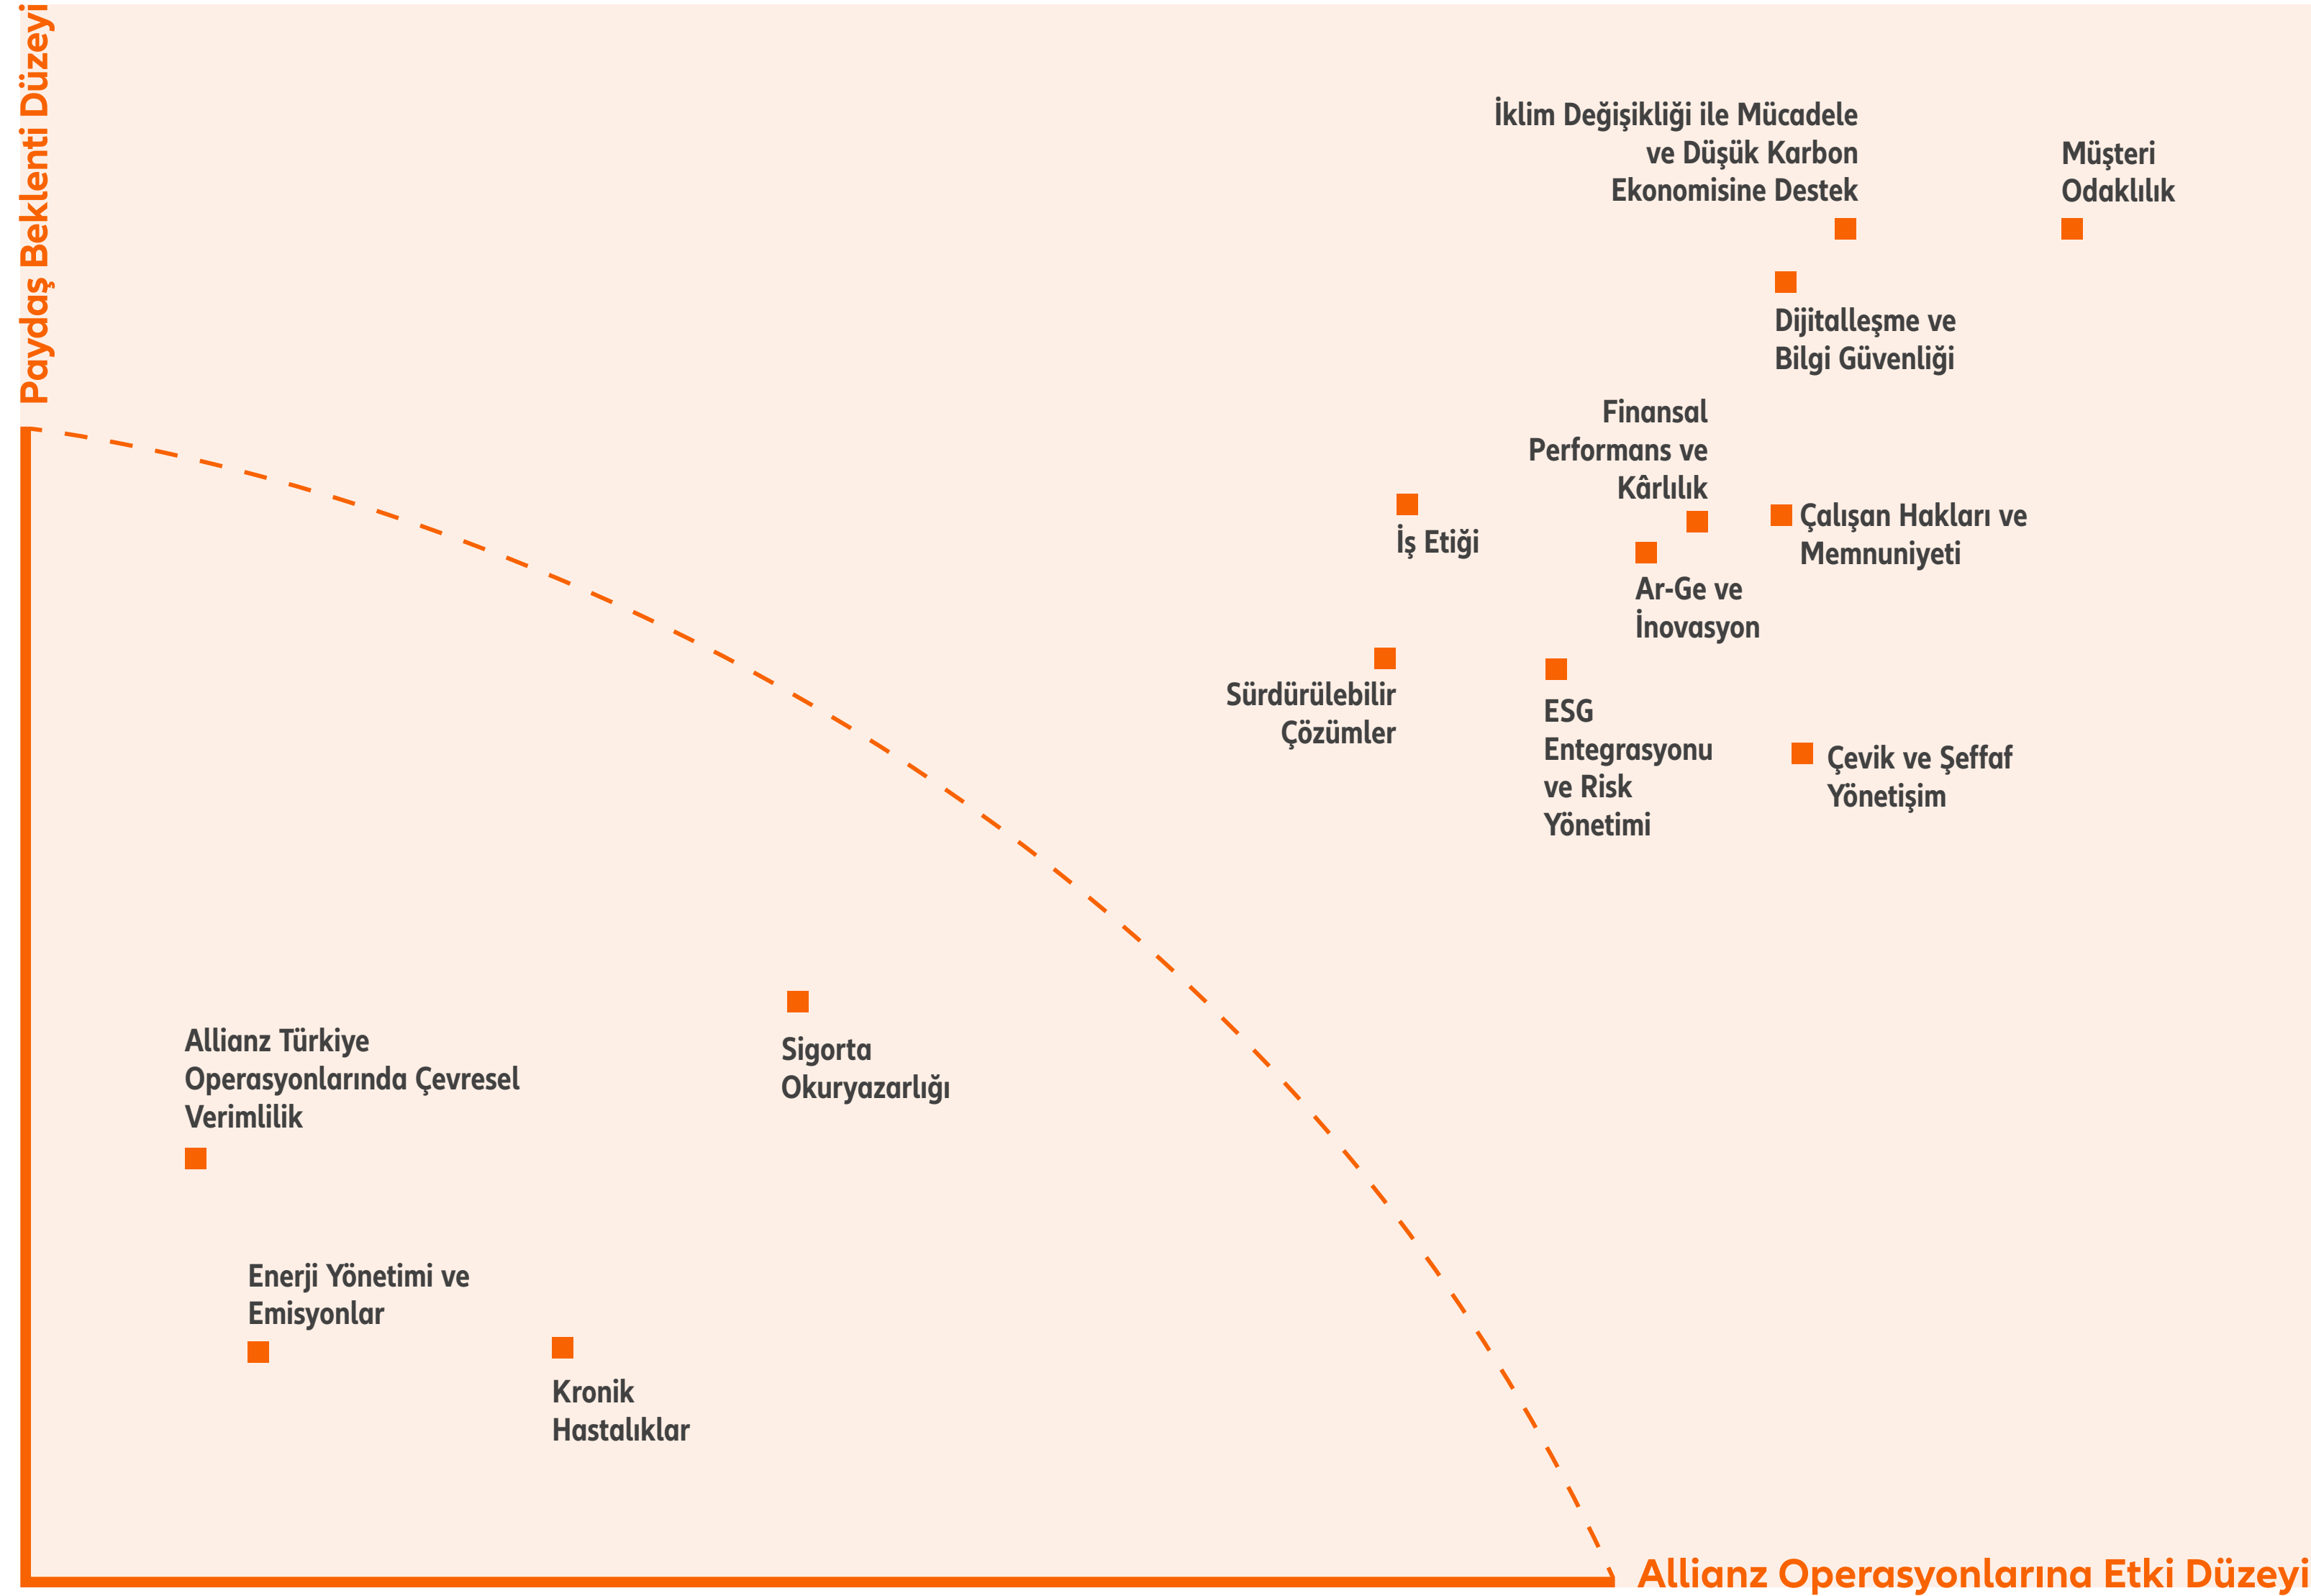 Paydaş Beklenti Düzeyi
İklim Değişikliği ile Mücadele
ve Düşük Karbon
Ekonomisine Destek
Müşteri
Odaklılık
Dijitalleşme ve
Bilgi Güvenliği
Finansal
Performans ve
Kârlılık
İş Etiği
Çalışan Hakları ve
Memnuniyeti
Ar-Ge ve
İnovasyon
Sürdürülebilir
Çözümler
ESG
Entegrasyonu
ve Risk
Yönetimi
Çevik ve Şeffaf
Yönetişim
Allianz Türkiye
Operasyonlarında Çevresel
Verimlilik
Sigorta
Okuryazarlığı
Enerji Yönetimi ve
Emisyonlar
Kronik
Hastalıklar
Allianz Operasyonlarına Etki Düzeyi